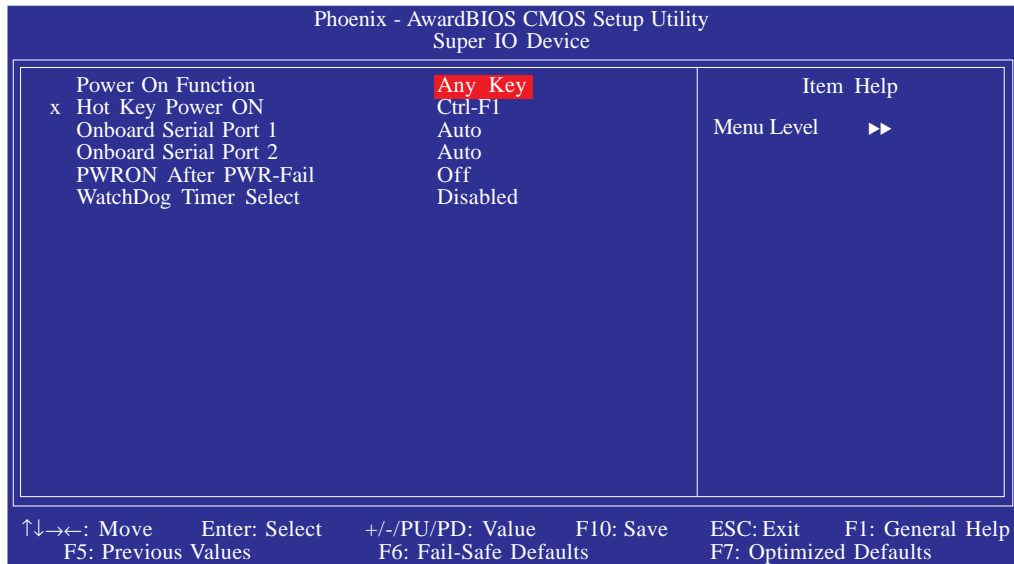 Phoenix - AwardBIOS CMOS Setup Utility
Super IO Device
Power On Function Any Key
x Hot Key Power ON Ctrl-F1
Onboard Serial Port 1 Auto
Onboard Serial Port 2 Auto
PWRON After PWR-Fail Off
WatchDog Timer Select Disabled
Item Help
Menu Level ▶▶
↑↓→←: Move Enter: Select +/-/PU/PD: Value F10: Save ESC: Exit F1: General Help
F5: Previous Values F6: Fail-Safe Defaults F7: Optimized Defaults